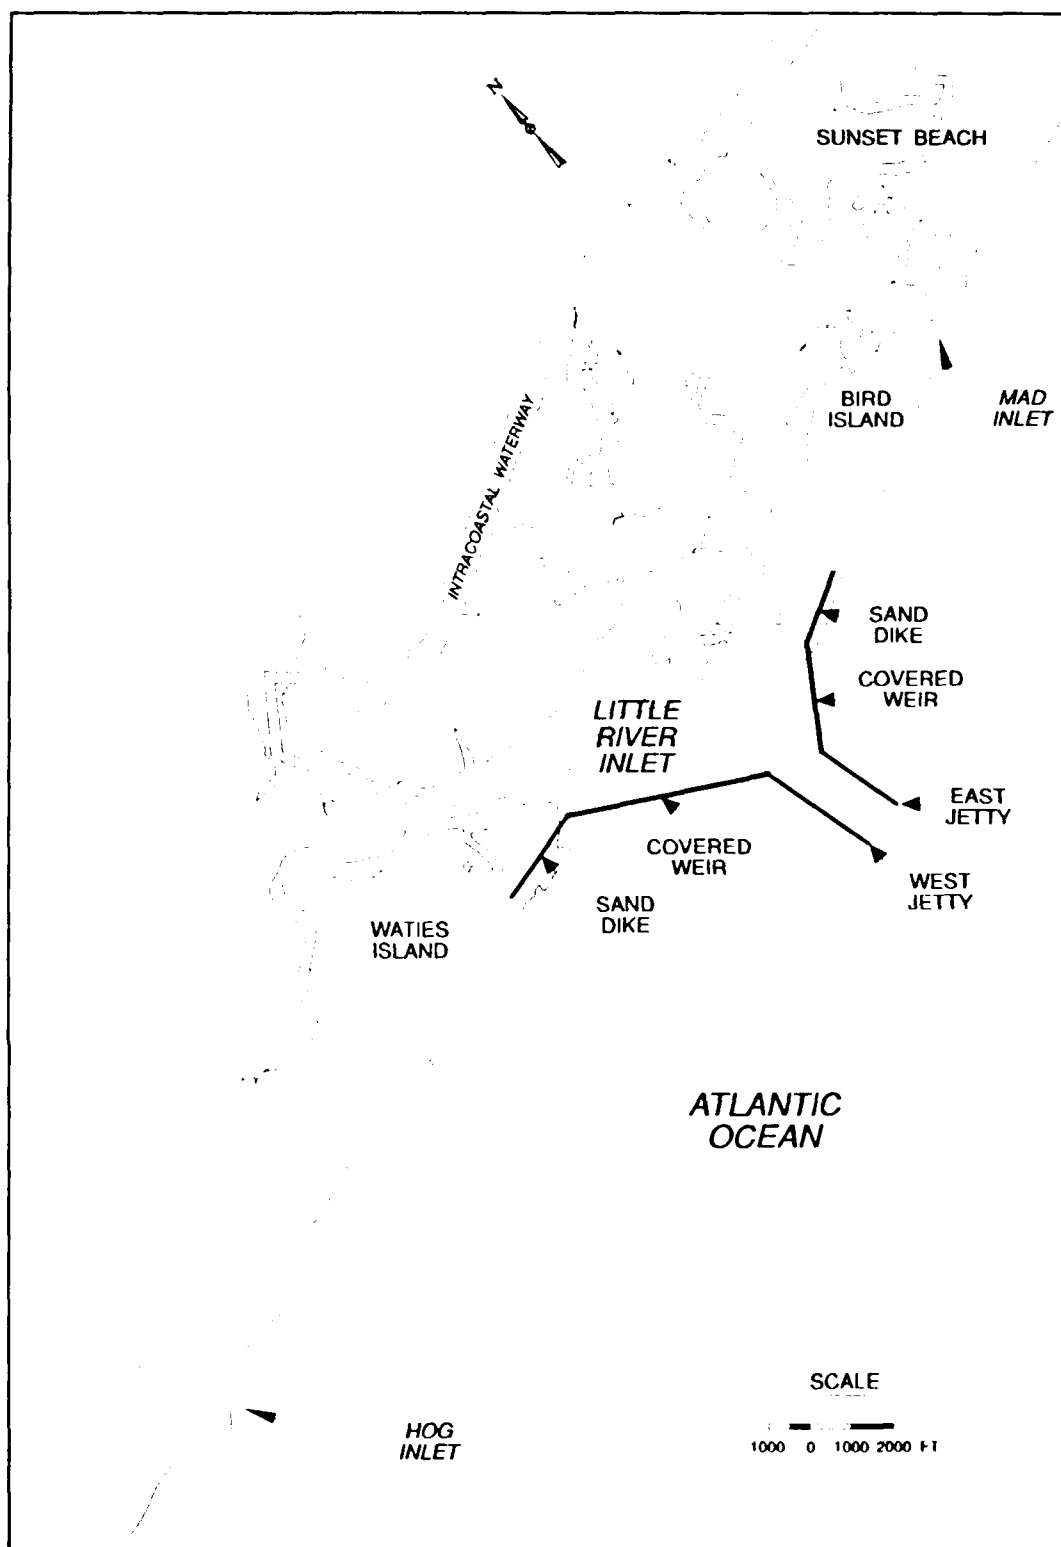 N
SUNSET BEACH
BIRD
ISLAND
MAD
INLET
INTRACOASTAL WATERWAY
SAND
DIKE
COVERED
WEIR
LITTLE
RIVER
INLET
EAST
JETTY
COVERED
WEIR
WEST
JETTY
SAND
DIKE
WATIES
ISLAND
ATLANTIC
OCEAN
SCALE
1000 0 1000 2000 FT
HOG
INLET